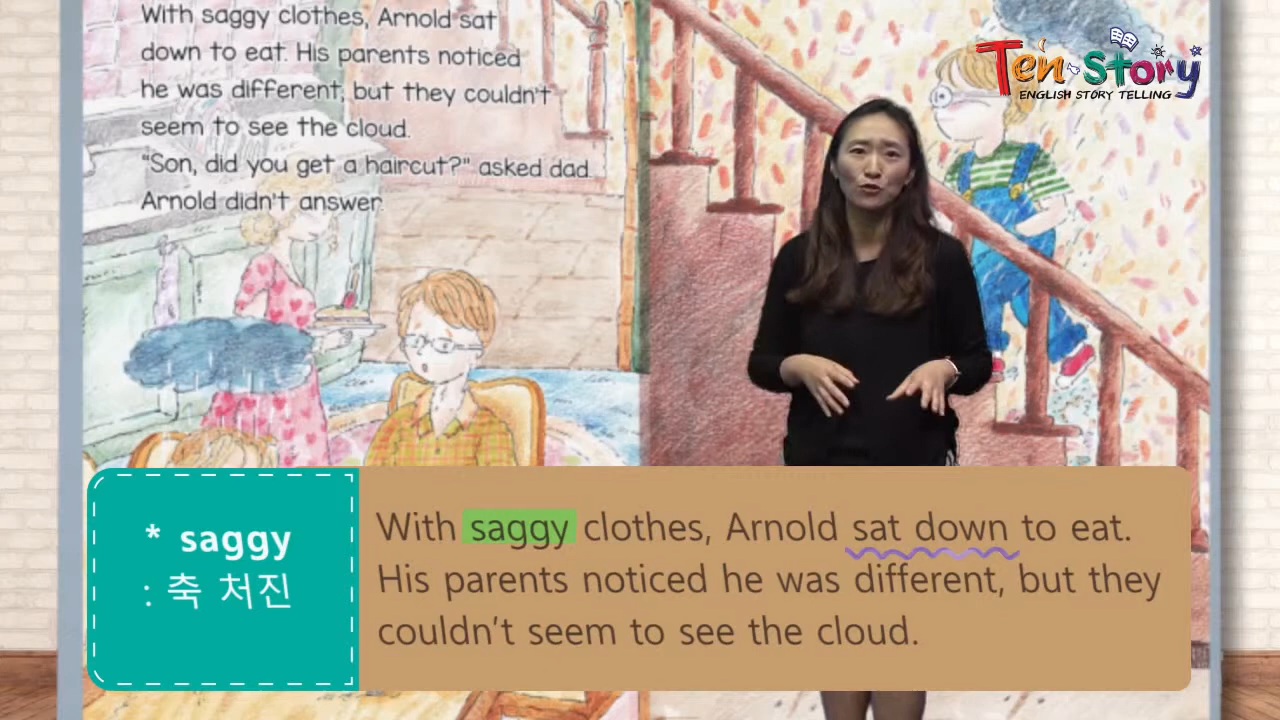 With saggy clothes, Arnold sat
down to eat. His parents noticed
he was different, but they couldn't
seem to see the cloud.
"Son, did you get a haircut?" asked dad.
Arnold didn't answer.
Ten Story
ENGLISH STORY TELLING
* saggy
: 축 처진
With saggy clothes, Arnold sat down to eat.
His parents noticed he was different, but they
couldn't seem to see the cloud.